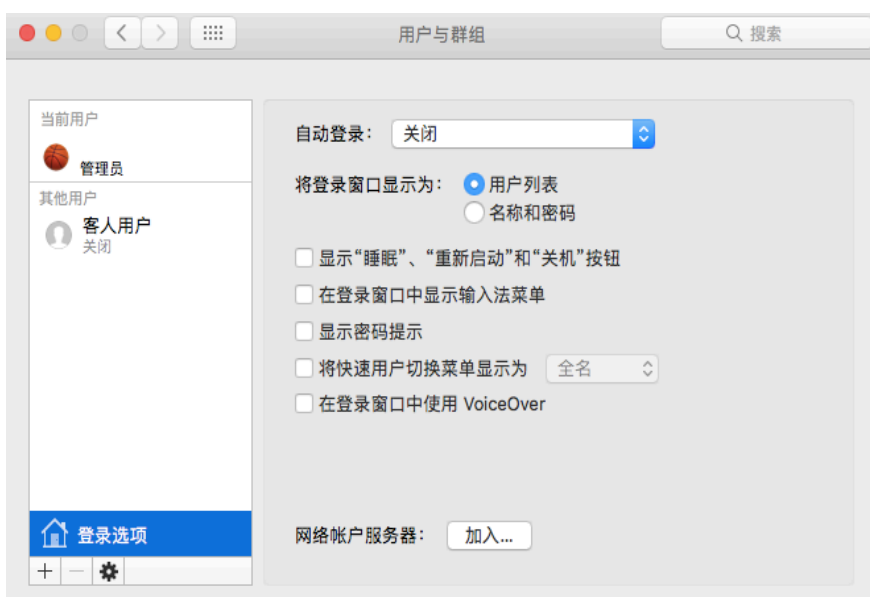 用户与群组
搜索
当前用户
管理员
其他用户
客人用户
关闭
登录选项
自动登录： 关闭
将登录窗口显示为： 用户列表
名称和密码
显示“睡眠”、“重新启动”和“关机”按钮
在登录窗口中显示输入法菜单
显示密码提示
将快速用户切换菜单显示为 全名
在登录窗口中使用 VoiceOver
网络帐户服务器： 加入...